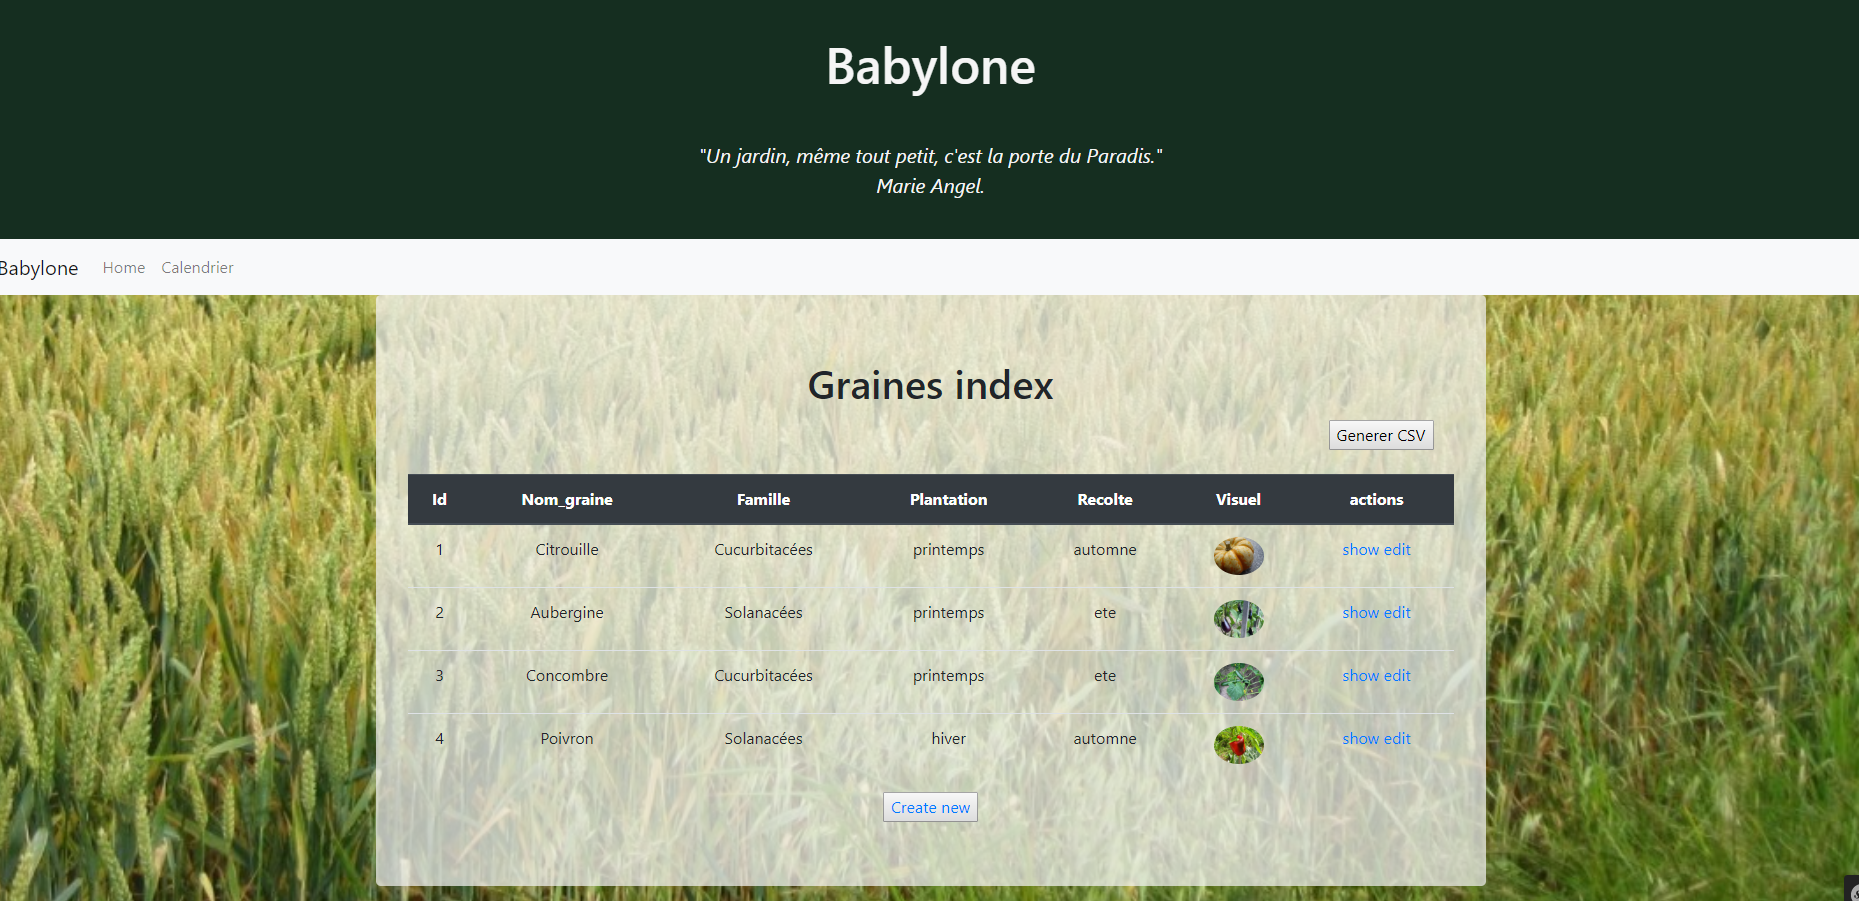 Babylone
"Un jardin, même tout petit, c'est la porte du Paradis."
Marie Angel.
Babylone Home Calendrier
Graines index
Generer CSV
Id Nom_graine Famille Plantation Recolte Visuel actions
1 Citrouille Cucurbitacées printemps automne show edit
2 Aubergine Solanacées printemps ete show edit
3 Concombre Cucurbitacées printemps ete show edit
4 Poivron Solanacées hiver automne show edit
Create new